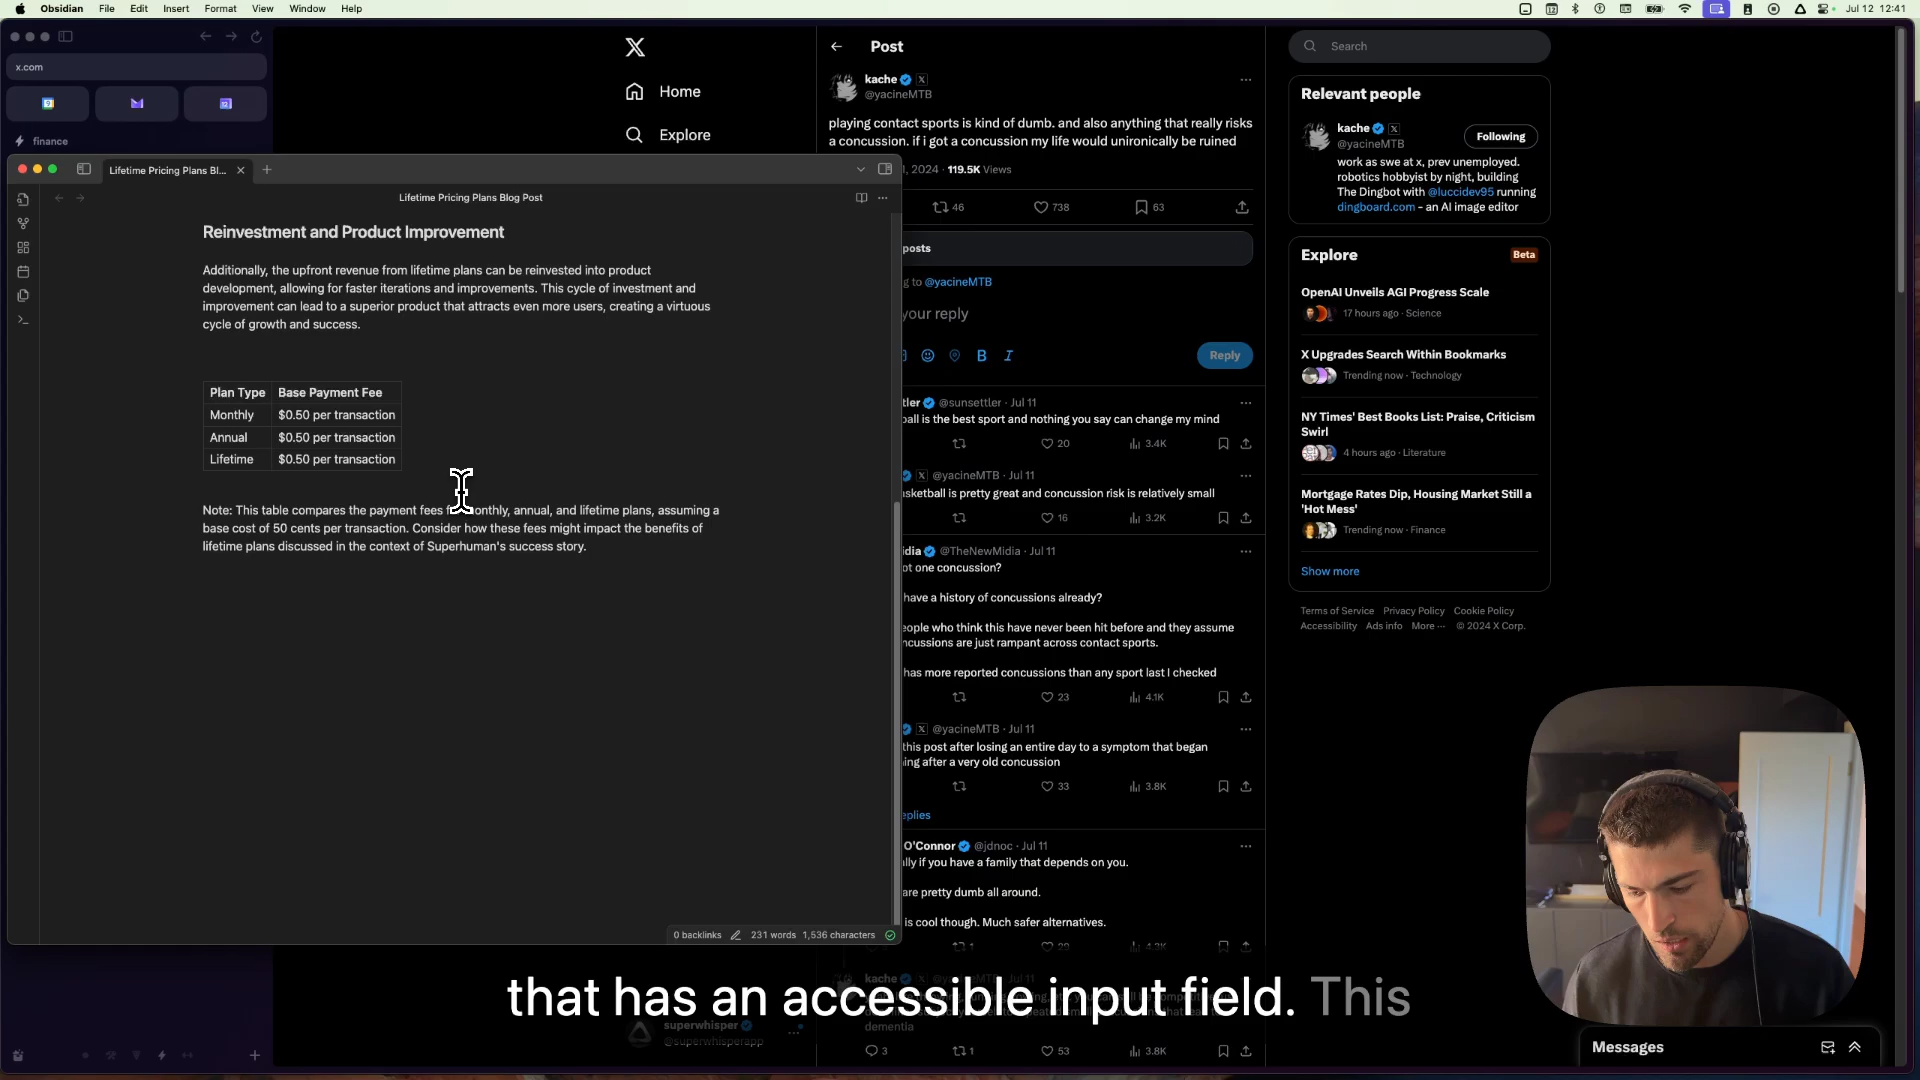 Obsidian File Edit Insert Format View Window Help
Jul 12 12:41
x.com
finance
Lifetime Pricing Plans Bl...
Lifetime Pricing Plans Blog Post
Reinvestment and Product Improvement
Additionally, the upfront revenue from lifetime plans can be reinvested into product
development, allowing for faster iterations and improvements. This cycle of investment and
improvement can lead to a superior product that attracts even more users, creating a virtuous
cycle of growth and success.
Plan Type Base Payment Fee
Monthly $0.50 per transaction
Annual $0.50 per transaction
Lifetime $0.50 per transaction
Note: This table compares the payment fees monthly, annual, and lifetime plans, assuming a
base cost of 50 cents per transaction. Consider how these fees might impact the benefits of
lifetime plans discussed in the context of Superhuman's success story.
0 backlinks 231 words 1,536 characters
Home
Explore
Post
kache
@yacineMTB
playing contact sports is kind of dumb. and also anything that really risks
a concussion. if i got a concussion my life would unironically be ruined
, 2024 · 119.5K Views
46 738 63
posts
to @yacineMTB
your reply
B I
Reply
@sunsettler · Jul 11
is the best sport and nothing you say can change my mind
20 3.4K
@yacineMTB · Jul 11
is pretty great and concussion risk is relatively small
16 3.2K
@TheNewMidia · Jul 11
one concussion?
have a history of concussions already?
who think this have never been hit before and they assume
are just rampant across contact sports.
has more reported concussions than any sport last I checked
23 4.1K
@yacineMTB · Jul 11
this post after losing an entire day to a symptom that began
after a very old concussion
33 3.8K
O'Connor @jdnoc · Jul 11
if you have a family that depends on you.
are pretty dumb all around.
is cool though. Much safer alternatives.
kache
dementia
3 1 53 3.8K
superwhisper
@superwhisperapp
Search
Relevant people
kache
@yacineMTB
Following
work as swe at x, prev unemployed.
robotics hobbyist by night, building
The Dingbot with @luccidev95 running
dingboard.com - an AI image editor
Explore
Beta
OpenAI Unveils AGI Progress Scale
17 hours ago · Science
X Upgrades Search Within Bookmarks
Trending now · Technology
NY Times' Best Books List: Praise, Criticism
Swirl
4 hours ago · Literature
Mortgage Rates Dip, Housing Market Still a
'Hot Mess'
Trending now · Finance
Show more
Terms of Service Privacy Policy Cookie Policy
Accessibility Ads info More ··· © 2024 X Corp.
Messages
that has an accessible input field. This